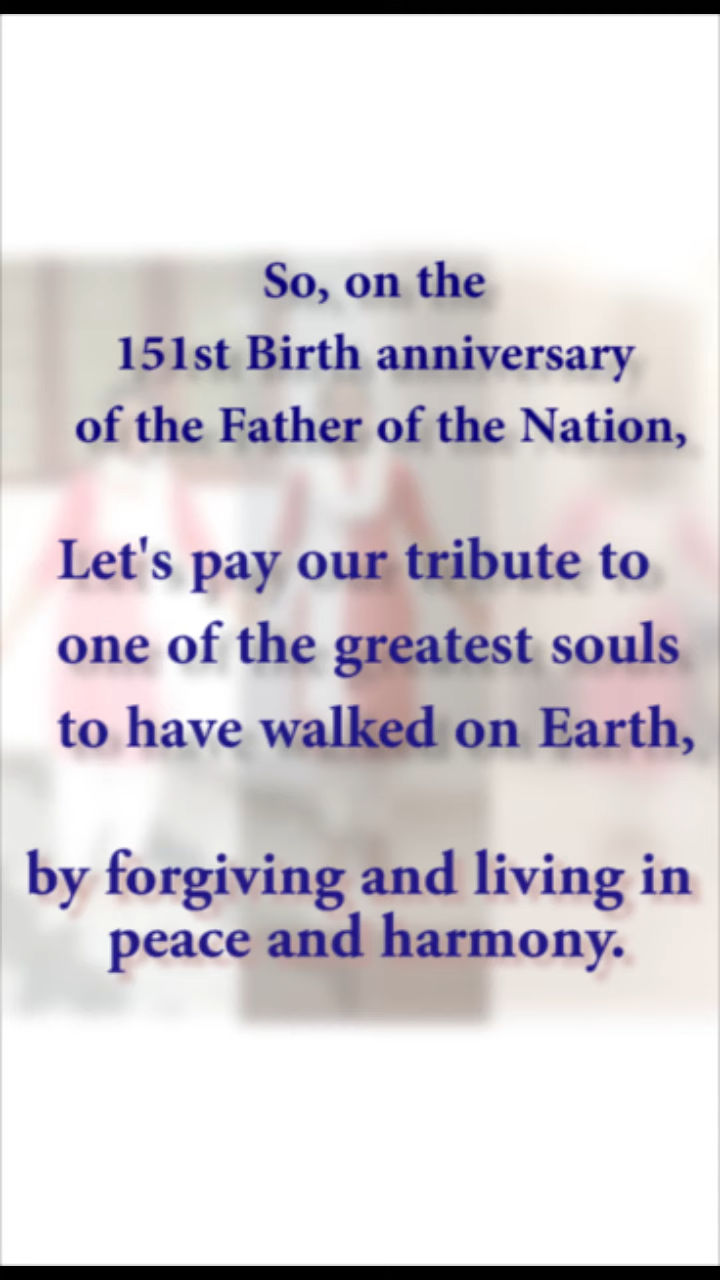 So, on the
151st Birth anniversary
of the Father of the Nation,
Let's pay our tribute to
one of the greatest souls
to have walked on Earth,
by forgiving and living in
peace and harmony.